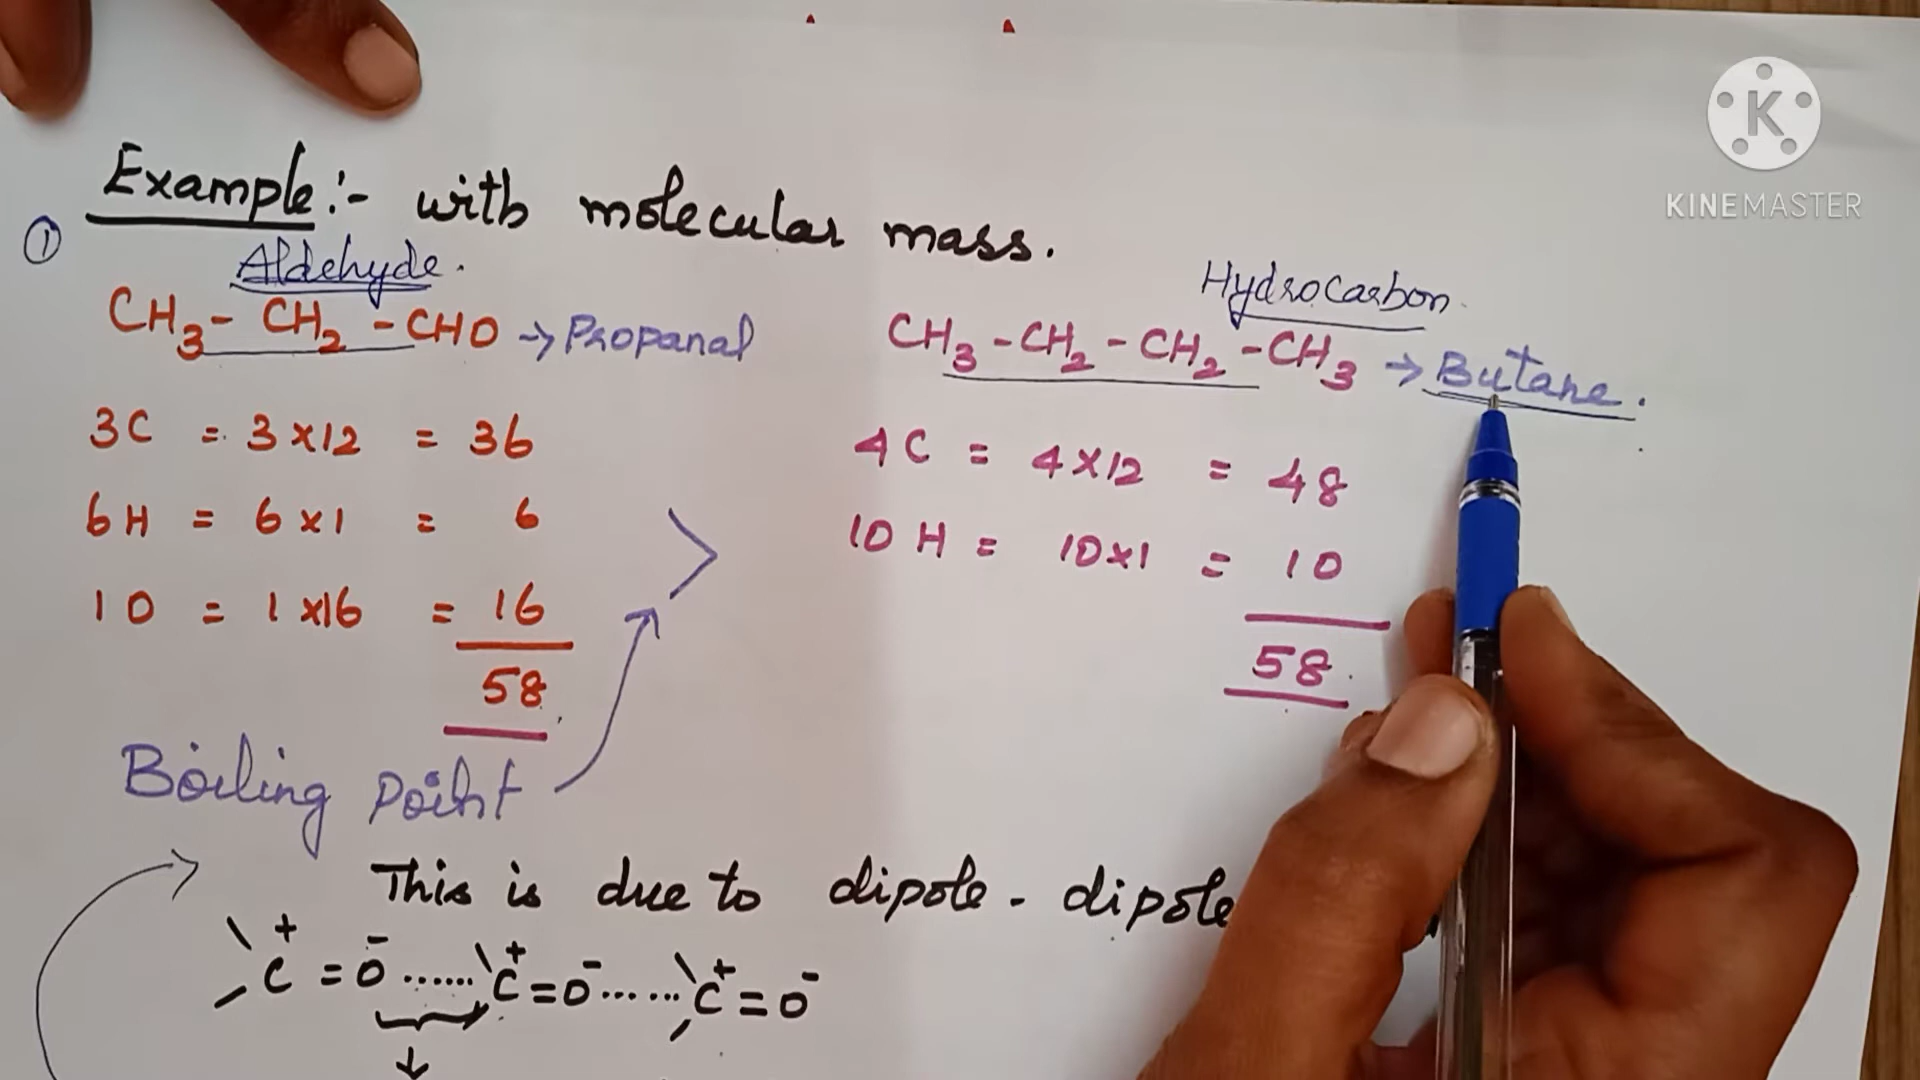 KINEMASTER
Example:- with molecular mass.
①
Aldehyde.
Hydrocarbon.
CH3 - CH2 - CHO → Propanal
CH3 - CH2 - CH2 - CH3 → Butane.
3C = 3×12 = 36
6H = 6×1 = 6
1O = 1×16 = 16
58
4C = 4×12 = 48
10H = 10×1 = 10
58
Boiling point
>
This is due to dipole - dipole
C+ = O- ...... C+ = O- ...... C+ = O-